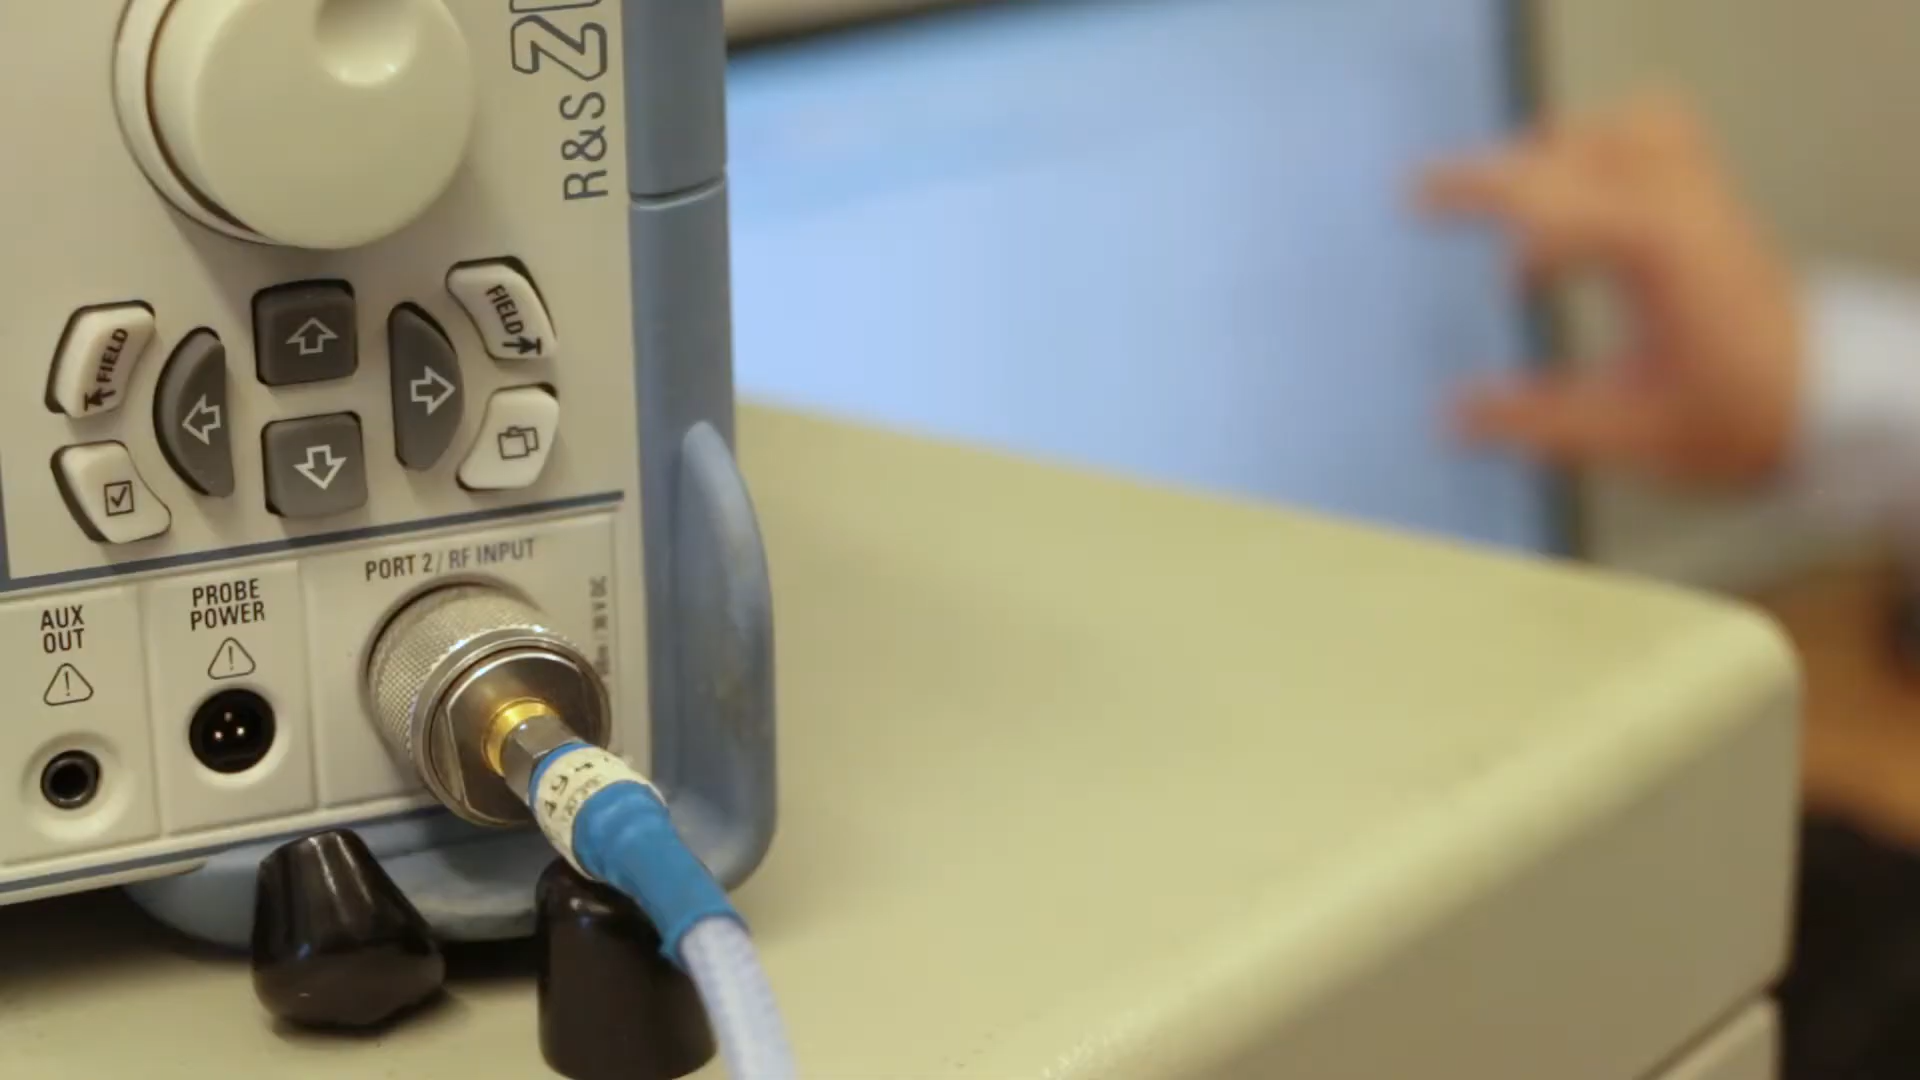 R&S Z
FIELD
FIELD
PORT 2 / RF INPUT
PROBE
POWER
AUX
OUT